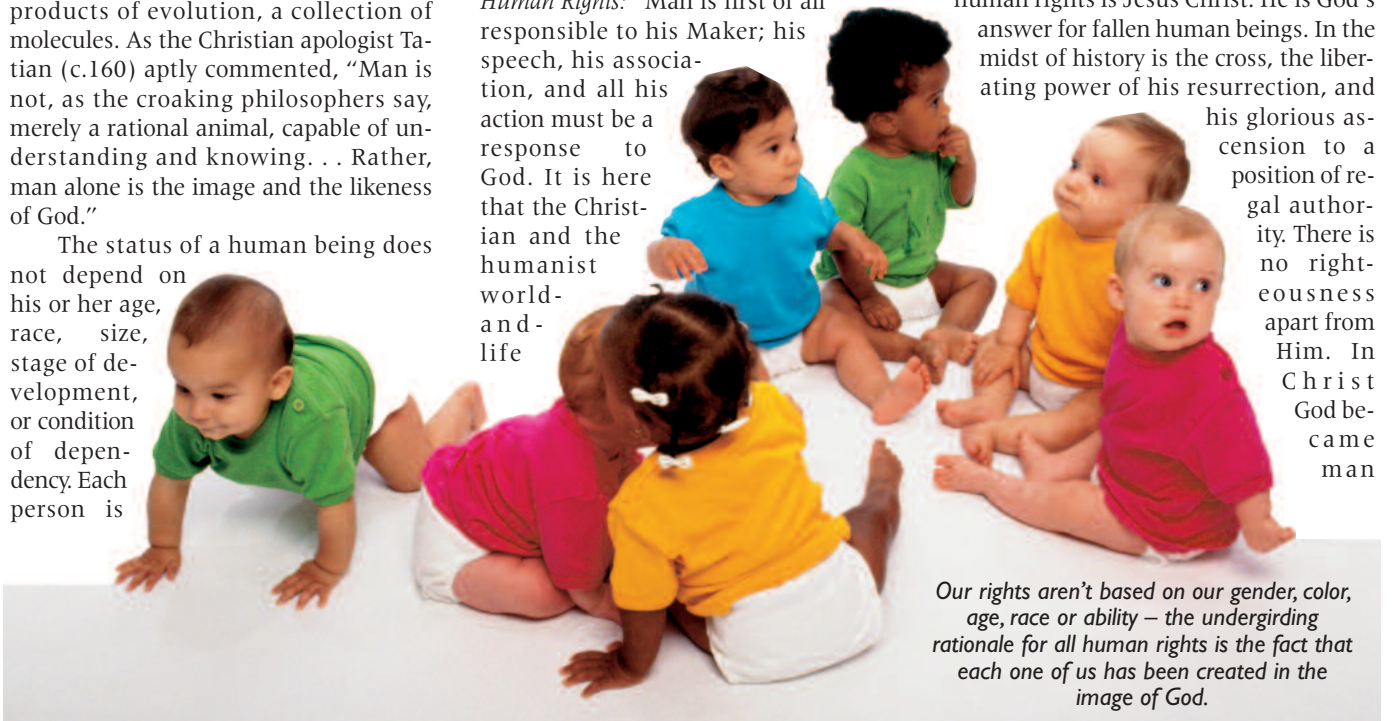 products of evolution, a collection of
molecules. As the Christian apologist Ta-
tian (c.160) aptly commented, “Man is
not, as the croaking philosophers say,
merely a rational animal, capable of un-
derstanding and knowing. . . Rather,
man alone is the image and the likeness
of God.”
The status of a human being does
not depend on
his or her age,
race, size,
stage of de-
velopment,
or condition
of depen-
dency. Each
person is
Human Rights: “Man is first of all
responsible to his Maker; his
speech, his associa-
tion, and all his
action must be a
response to
God. It is here
that the Christ-
ian and the
humanist
world-
and-
life
human rights is Jesus Christ. He is God’s
answer for fallen human beings. In the
midst of history is the cross, the liber-
ating power of his resurrection, and
his glorious as-
cension to a
position of re-
gal author-
ity. There is
no right-
eousness
apart from
Him. In
Christ
God be-
came
man
Our rights aren’t based on our gender, color,
age, race or ability – the undergirding
rationale for all human rights is the fact that
each one of us has been created in the
image of God.